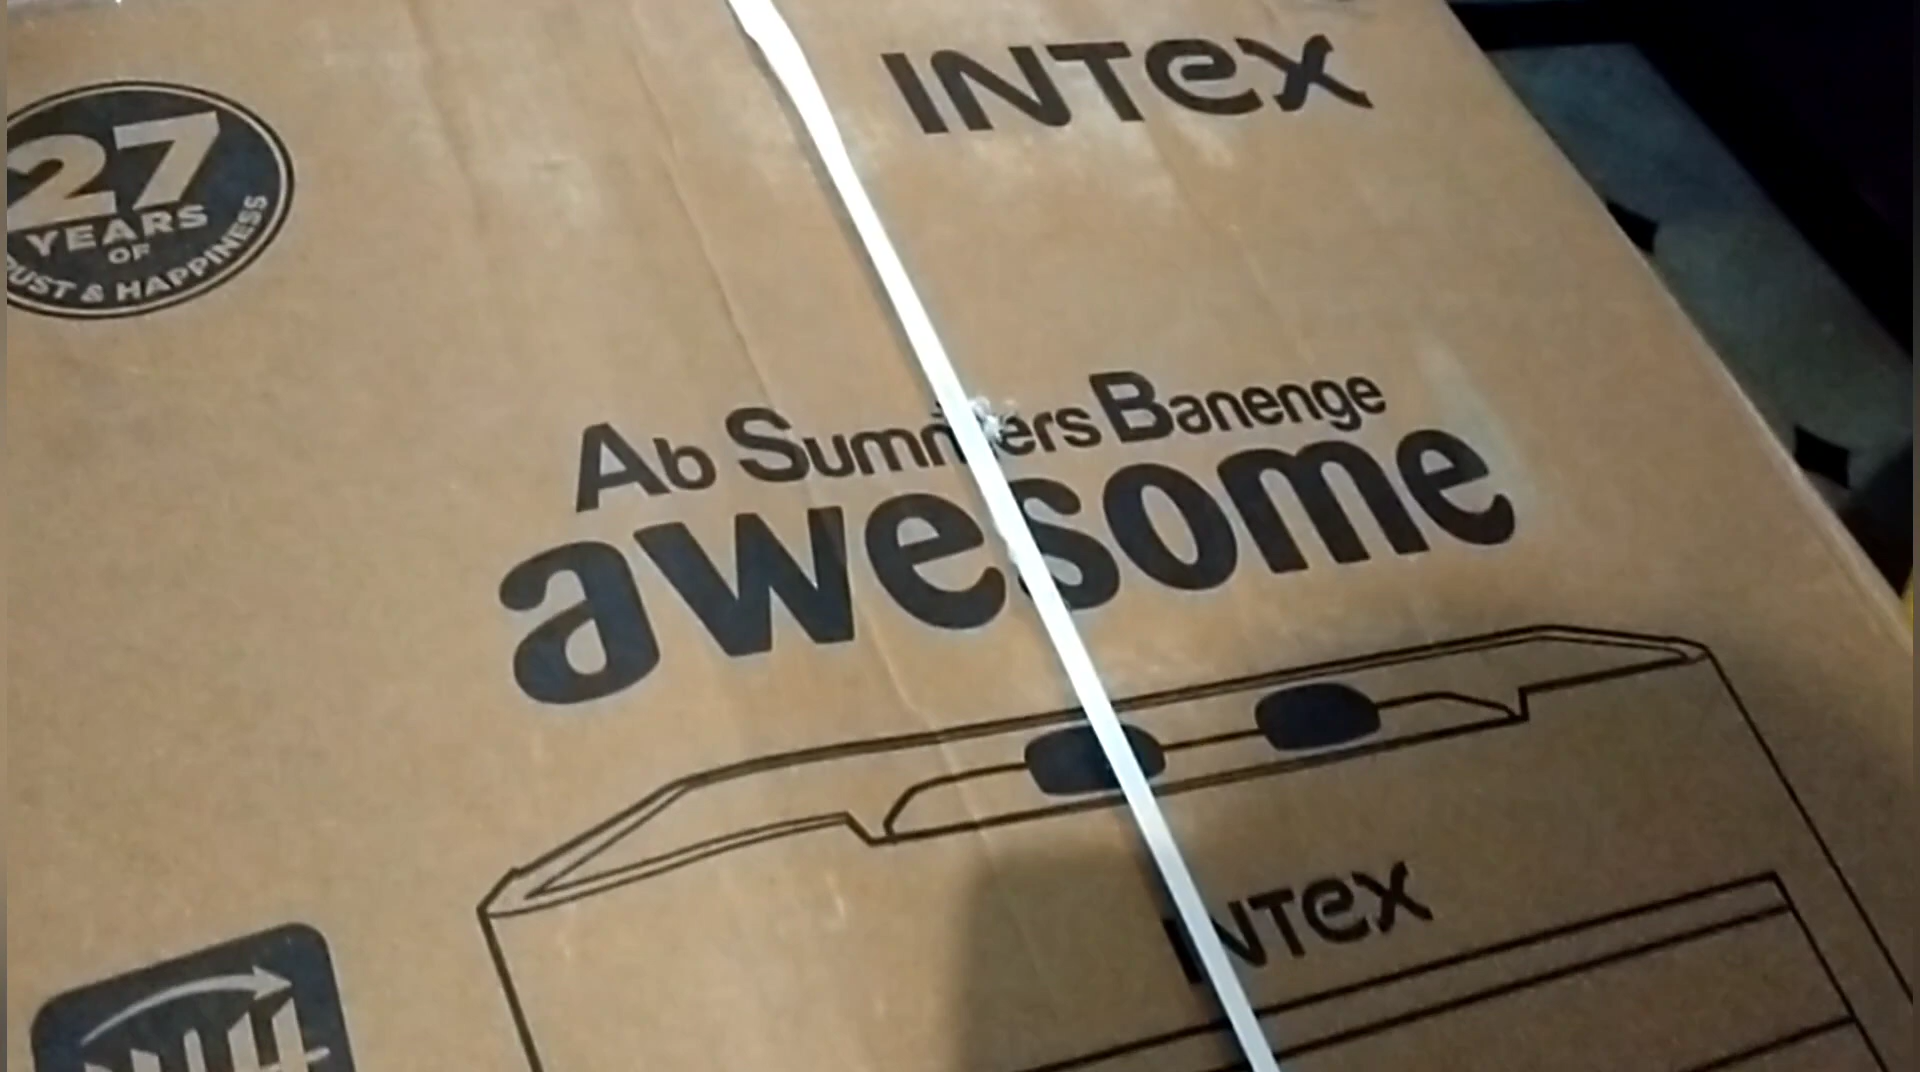 INTEX
27
YEARS
OF
& HAPPINESS
Ab Summers Banenge
awesome
INTEX